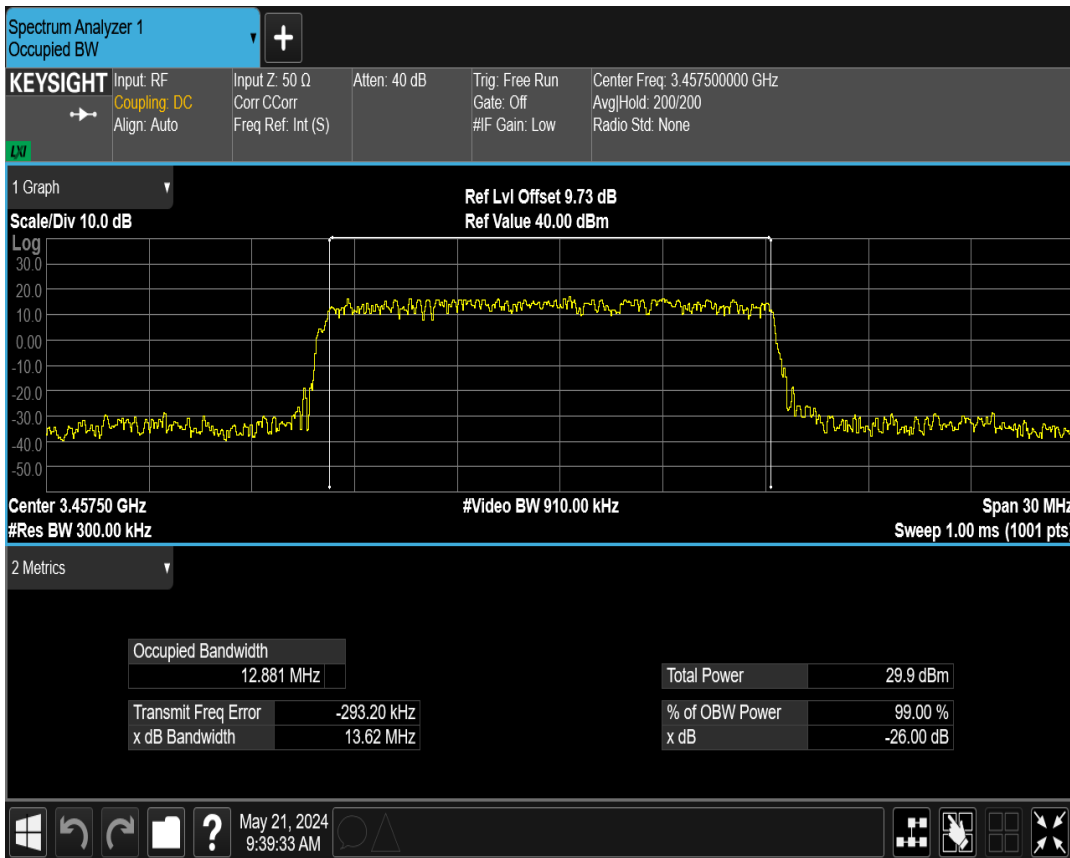 Spectrum Analyzer 1
Occupied BW
KEYSIGHT
LXI
Input: RF
Coupling: DC
Align: Auto
Input Z: 50 Ω
Corr CCorr
Freq Ref: Int (S)
Atten: 40 dB
Trig: Free Run
Gate: Off
#IF Gain: Low
Center Freq: 3.457500000 GHz
Avg|Hold: 200/200
Radio Std: None
1 Graph
Scale/Div 10.0 dB
Ref Lvl Offset 9.73 dB
Ref Value 40.00 dBm
Log
30.0
20.0
10.0
0.00
-10.0
-20.0
-30.0
-40.0
-50.0
Center 3.45750 GHz
#Video BW 910.00 kHz
Span 30 MHz
#Res BW 300.00 kHz
Sweep 1.00 ms (1001 pts)
2 Metrics
Occupied Bandwidth
12.881 MHz
Total Power 29.9 dBm
Transmit Freq Error -293.20 kHz
% of OBW Power 99.00 %
x dB Bandwidth 13.62 MHz
x dB -26.00 dB
?
May 21, 2024
9:39:33 AM